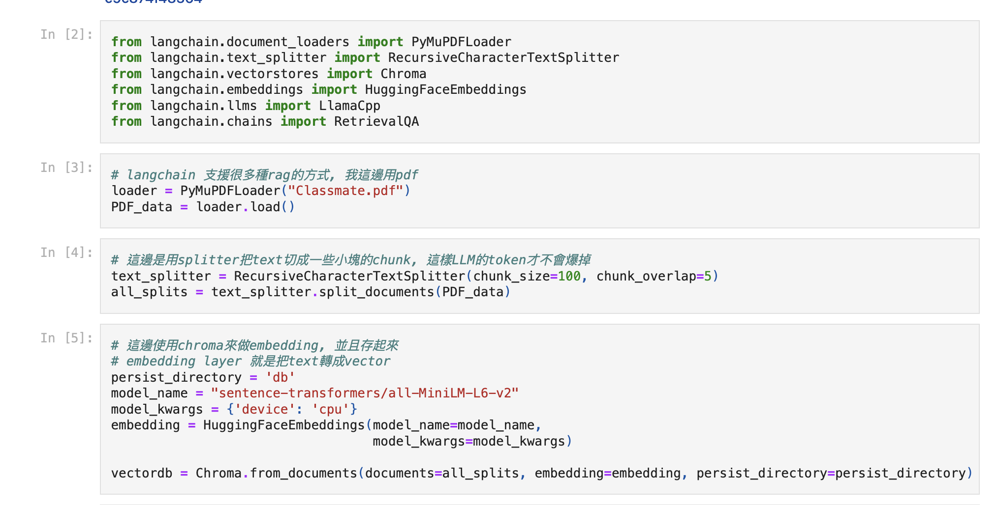 In [2]:
from langchain.document_loaders import PyMuPDFLoader
from langchain.text_splitter import RecursiveCharacterTextSplitter
from langchain.vectorstores import Chroma
from langchain.embeddings import HuggingFaceEmbeddings
from langchain.llms import LlamaCpp
from langchain.chains import RetrievalQA
In [3]:
# langchain 支援很多種rag的方式, 我這邊用pdf
loader = PyMuPDFLoader("Classmate.pdf")
PDF_data = loader.load()
In [4]:
# 這邊是用splitter把text切成一些小塊的chunk, 這樣LLM的token才不會爆掉
text_splitter = RecursiveCharacterTextSplitter(chunk_size=100, chunk_overlap=5)
all_splits = text_splitter.split_documents(PDF_data)
In [5]:
# 這邊使用chroma來做embedding, 並且存起來
# embedding layer 就是把text轉成vector
persist_directory = 'db'
model_name = "sentence-transformers/all-MiniLM-L6-v2"
model_kwargs = {'device': 'cpu'}
embedding = HuggingFaceEmbeddings(model_name=model_name,
model_kwargs=model_kwargs)
vectordb = Chroma.from_documents(documents=all_splits, embedding=embedding, persist_directory=persist_directory)